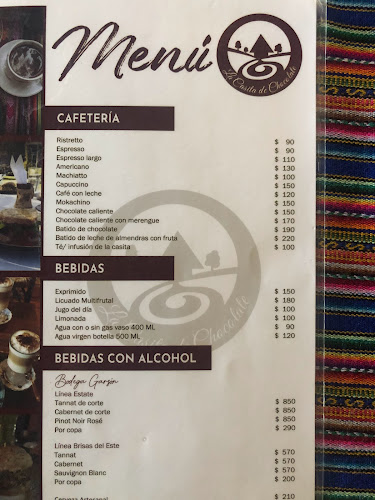 Menú
La Casita de Chocolate
CAFETERÍA
Ristretto $ 90
Espresso $ 90
Espresso largo $ 110
Americano $ 130
Machiatto $ 100
Capuccino $ 150
Café con leche $ 120
Mokachino $ 150
Chocolate caliente $ 150
Chocolate caliente con merengue $ 170
Batido de chocolate $ 190
Batido de leche de almendras con fruta $ 220
Té/ infusión de la casita $ 100
BEBIDAS
Exprimido $ 150
Licuado Multifrutal $ 180
Jugo del día $ 100
Limonada $ 100
Agua con o sin gas vaso 400 ML $ 90
Agua virgen botella 500 ML $ 120
La Casita de Chocolate
BEBIDAS CON ALCOHOL
Bodega Garzón
Línea Estate
Tannat de corte $ 850
Cabernet de corte $ 850
Pinot Noir Rosé $ 850
Por copa $ 290
Línea Brisas del Este
Tannat $ 570
Cabernet $ 570
Sauvignon Blanc $ 570
Por copa $ 200
Cerveza Artesanal $ 210